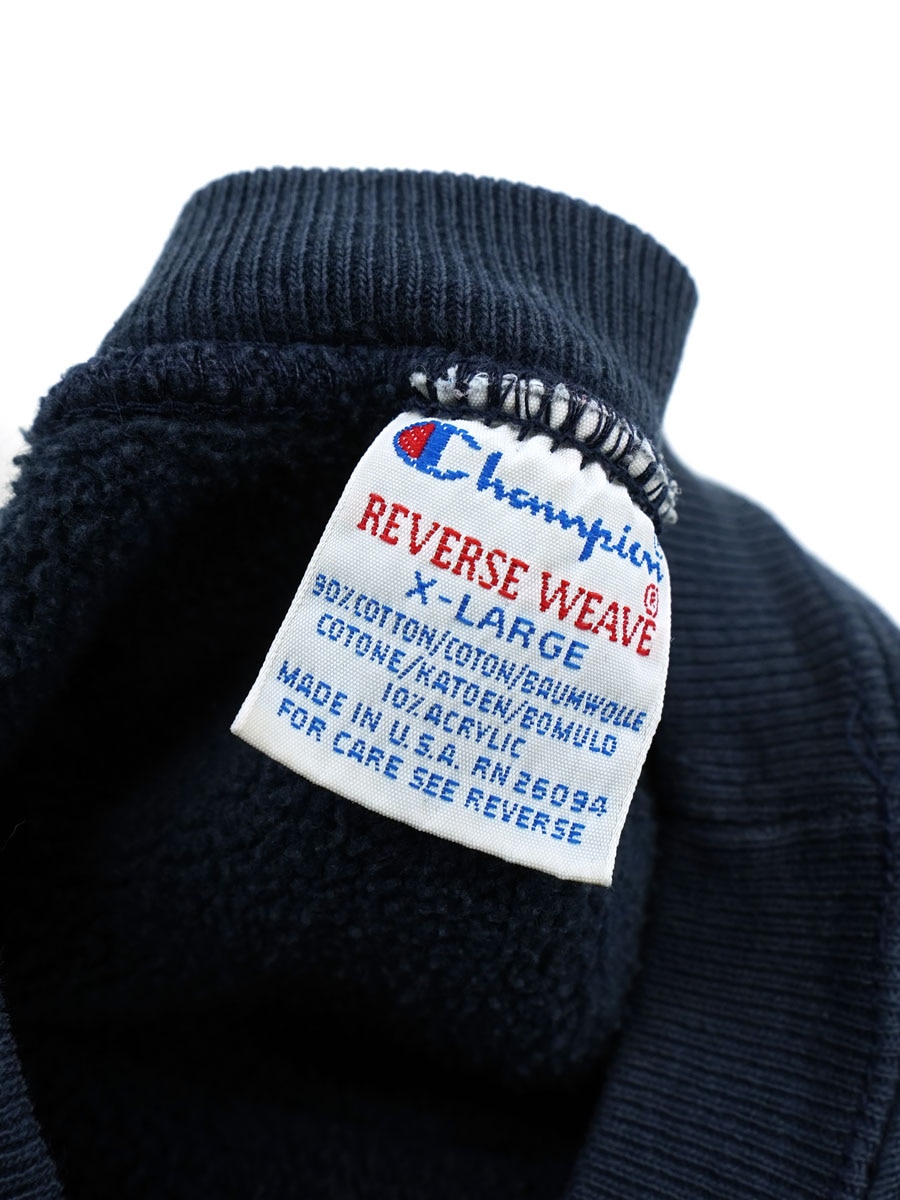 Champion
REVERSE WEAVE®
X-LARGE
90% COTTON/COTON/BAUMWOLLE
COTONE/KATOEN/BOMULD
10% ACRYLIC
MADE IN U.S.A. RN 26094
FOR CARE SEE REVERSE